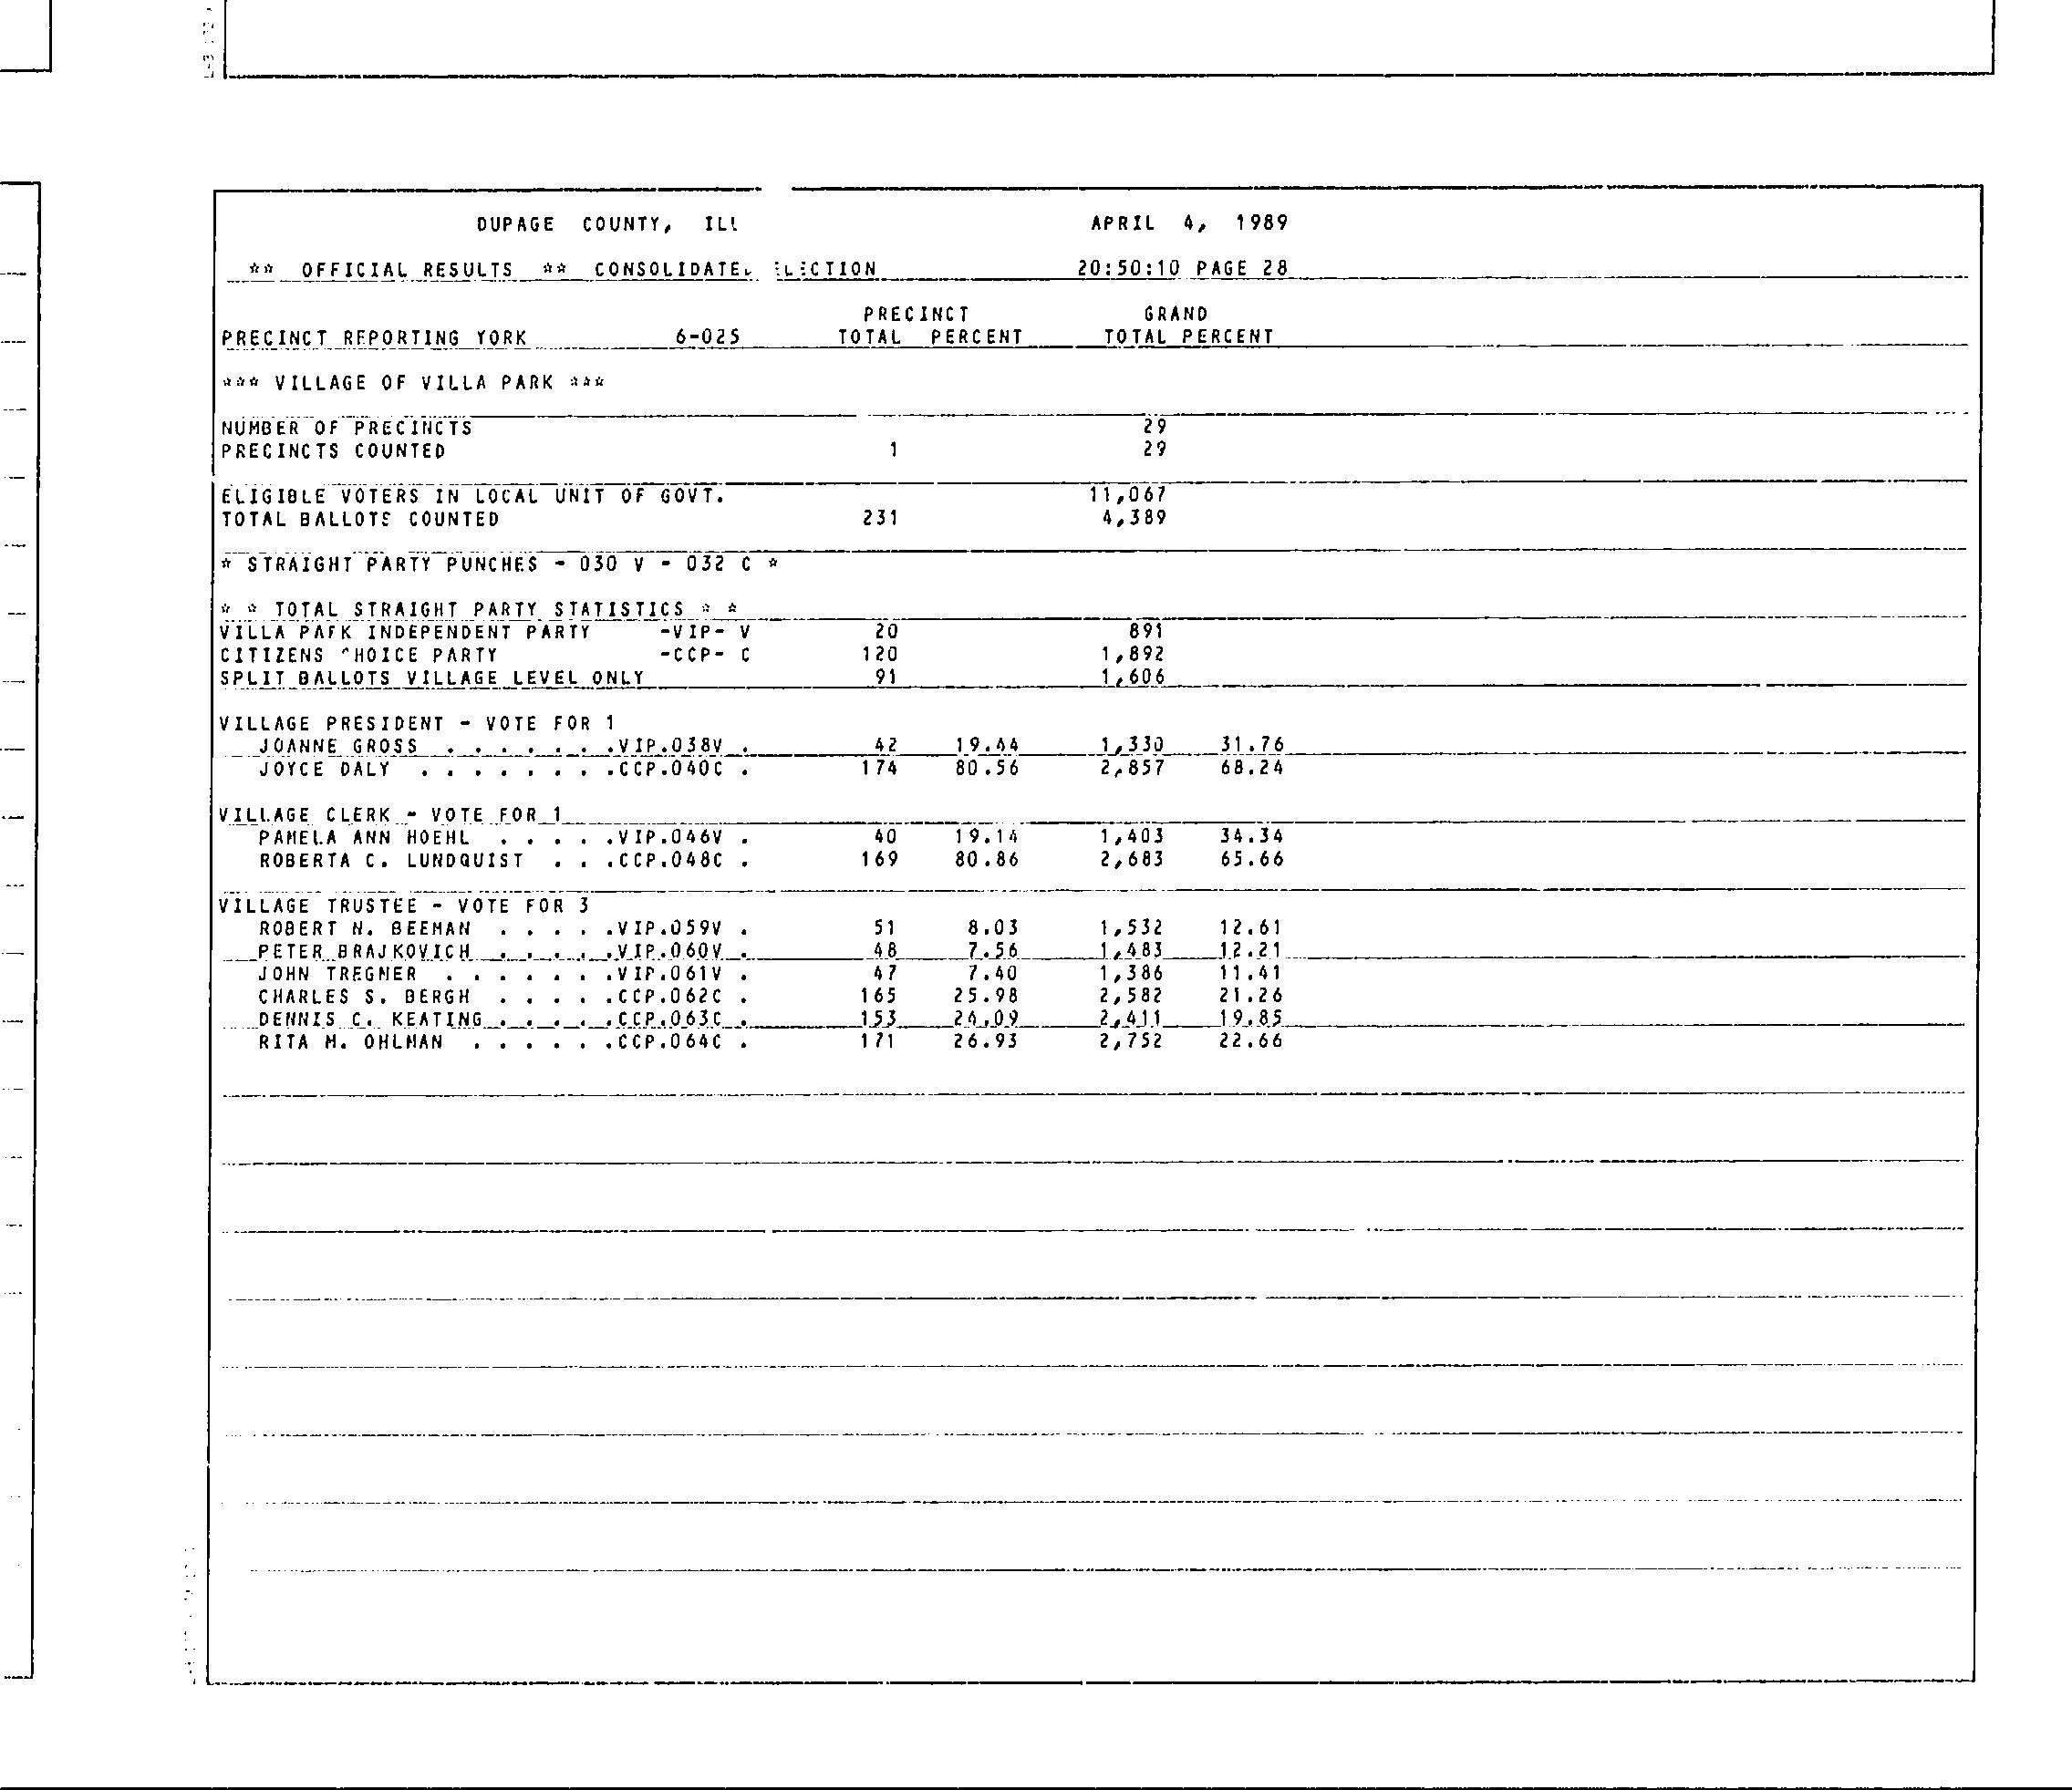 DUPAGE COUNTY, ILL APRIL 4, 1989
** OFFICIAL RESULTS ** CONSOLIDATED ELECTION 20:50:10 PAGE 28
PRECINCT GRAND
PRECINCT REPORTING YORK 6-025 TOTAL PERCENT TOTAL PERCENT
*** VILLAGE OF VILLA PARK ***
NUMBER OF PRECINCTS 29
PRECINCTS COUNTED 1 29
ELIGIBLE VOTERS IN LOCAL UNIT OF GOVT. 11,067
TOTAL BALLOTS COUNTED 231 4,389
* STRAIGHT PARTY PUNCHES - 030 V - 032 C *
* * TOTAL STRAIGHT PARTY STATISTICS * *
VILLA PARK INDEPENDENT PARTY -VIP- V 20 891
CITIZENS CHOICE PARTY -CCP- C 120 1,892
SPLIT BALLOTS VILLAGE LEVEL ONLY 91 1,606
VILLAGE PRESIDENT - VOTE FOR 1
JOANNE GROSS . . . . . . .VIP.038V . 42 19.44 1,330 31.76
JOYCE DALY . . . . . . . .CCP.040C . 174 80.56 2,857 68.24
VILLAGE CLERK - VOTE FOR 1
PAMELA ANN HOEHL . . . . .VIP.046V . 40 19.14 1,403 34.34
ROBERTA C. LUNDQUIST . . .CCP.048C . 169 80.86 2,683 65.66
VILLAGE TRUSTEE - VOTE FOR 3
ROBERT N. BEEMAN . . . . .VIP.059V . 51 8.03 1,532 12.61
PETER BRAJKOVICH . . . . .VIP.060V . 48 7.56 1,483 12.21
JOHN TREGNER . . . . . . .VIP.061V . 47 7.40 1,386 11.41
CHARLES S. BERGH . . . . .CCP.062C . 165 25.98 2,582 21.26
DENNIS C. KEATING . . . . .CCP.063C . 153 24.09 2,411 19.85
RITA M. OHLMAN . . . . . .CCP.064C . 171 26.93 2,752 22.66